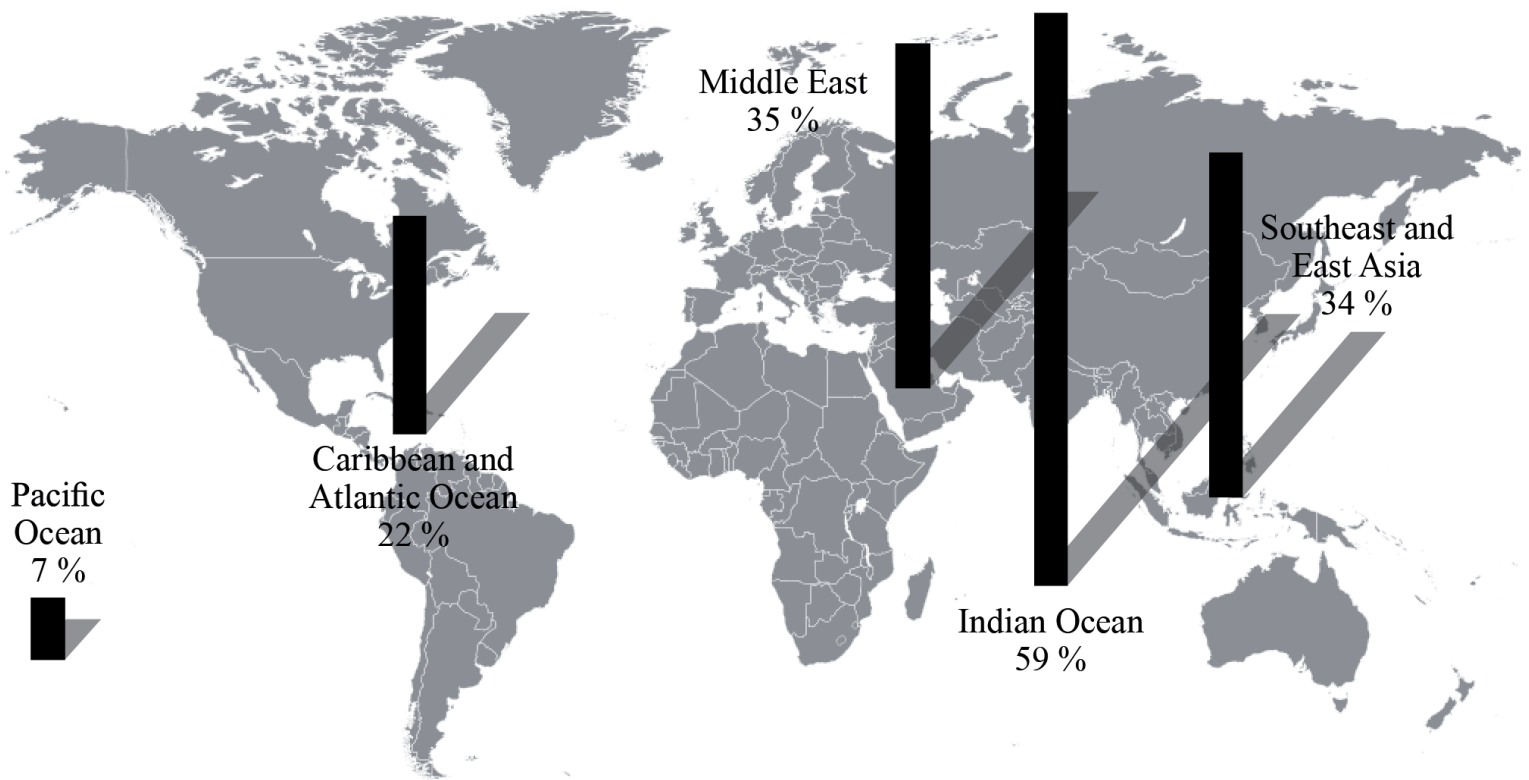 Middle East
35 %
Southeast and
East Asia
34 %
Caribbean and
Atlantic Ocean
22 %
Pacific
Ocean
7 %
Indian Ocean
59 %